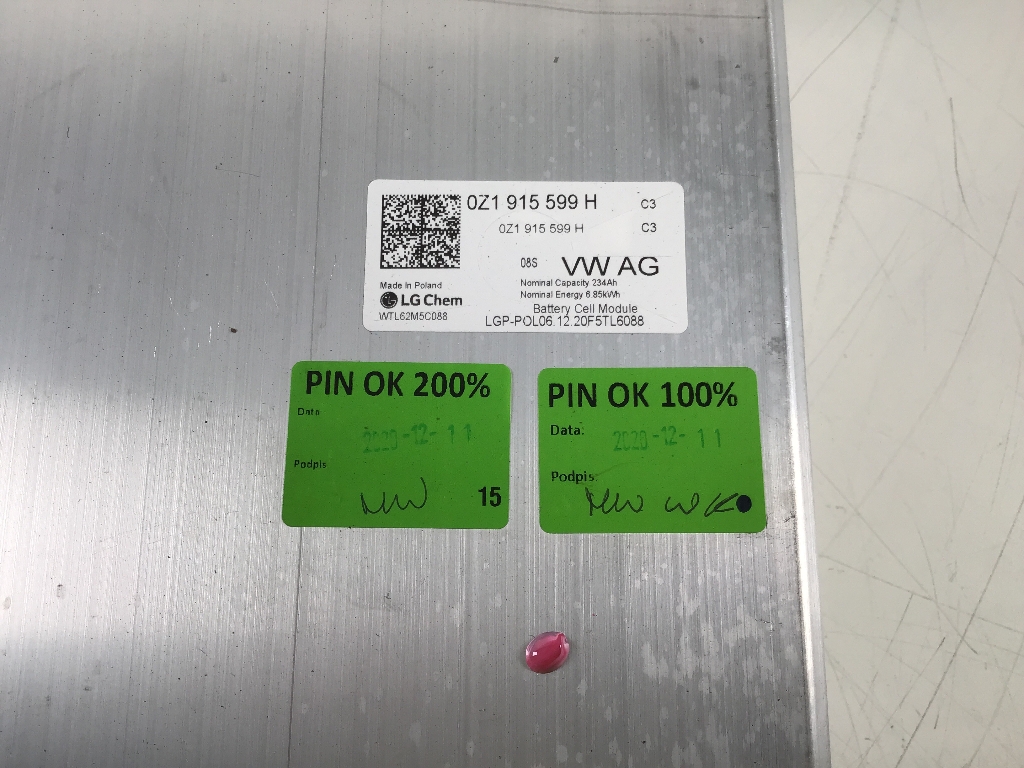 0Z1 915 599 H C3
0Z1 915 599 H C3
08S VW AG
Made In Poland
Nominal Capacity 234Ah
LG Chem
Nominal Energy 6.85kWh
WTL62M5C088
Battery Cell Module
LGP-POL06.12.20F5TL6088
PIN OK 200%
Data
2020-12-11
Podpis
15
PIN OK 100%
Data:
2020-12-11
Podpis: